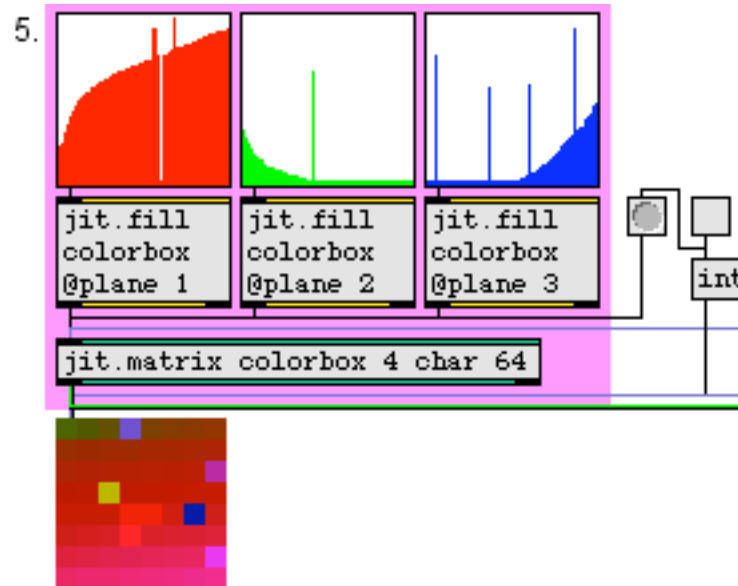 5.
jit.fill
colorbox
@plane 1
jit.fill
colorbox
@plane 2
jit.fill
colorbox
@plane 3
int
jit.matrix colorbox 4 char 64